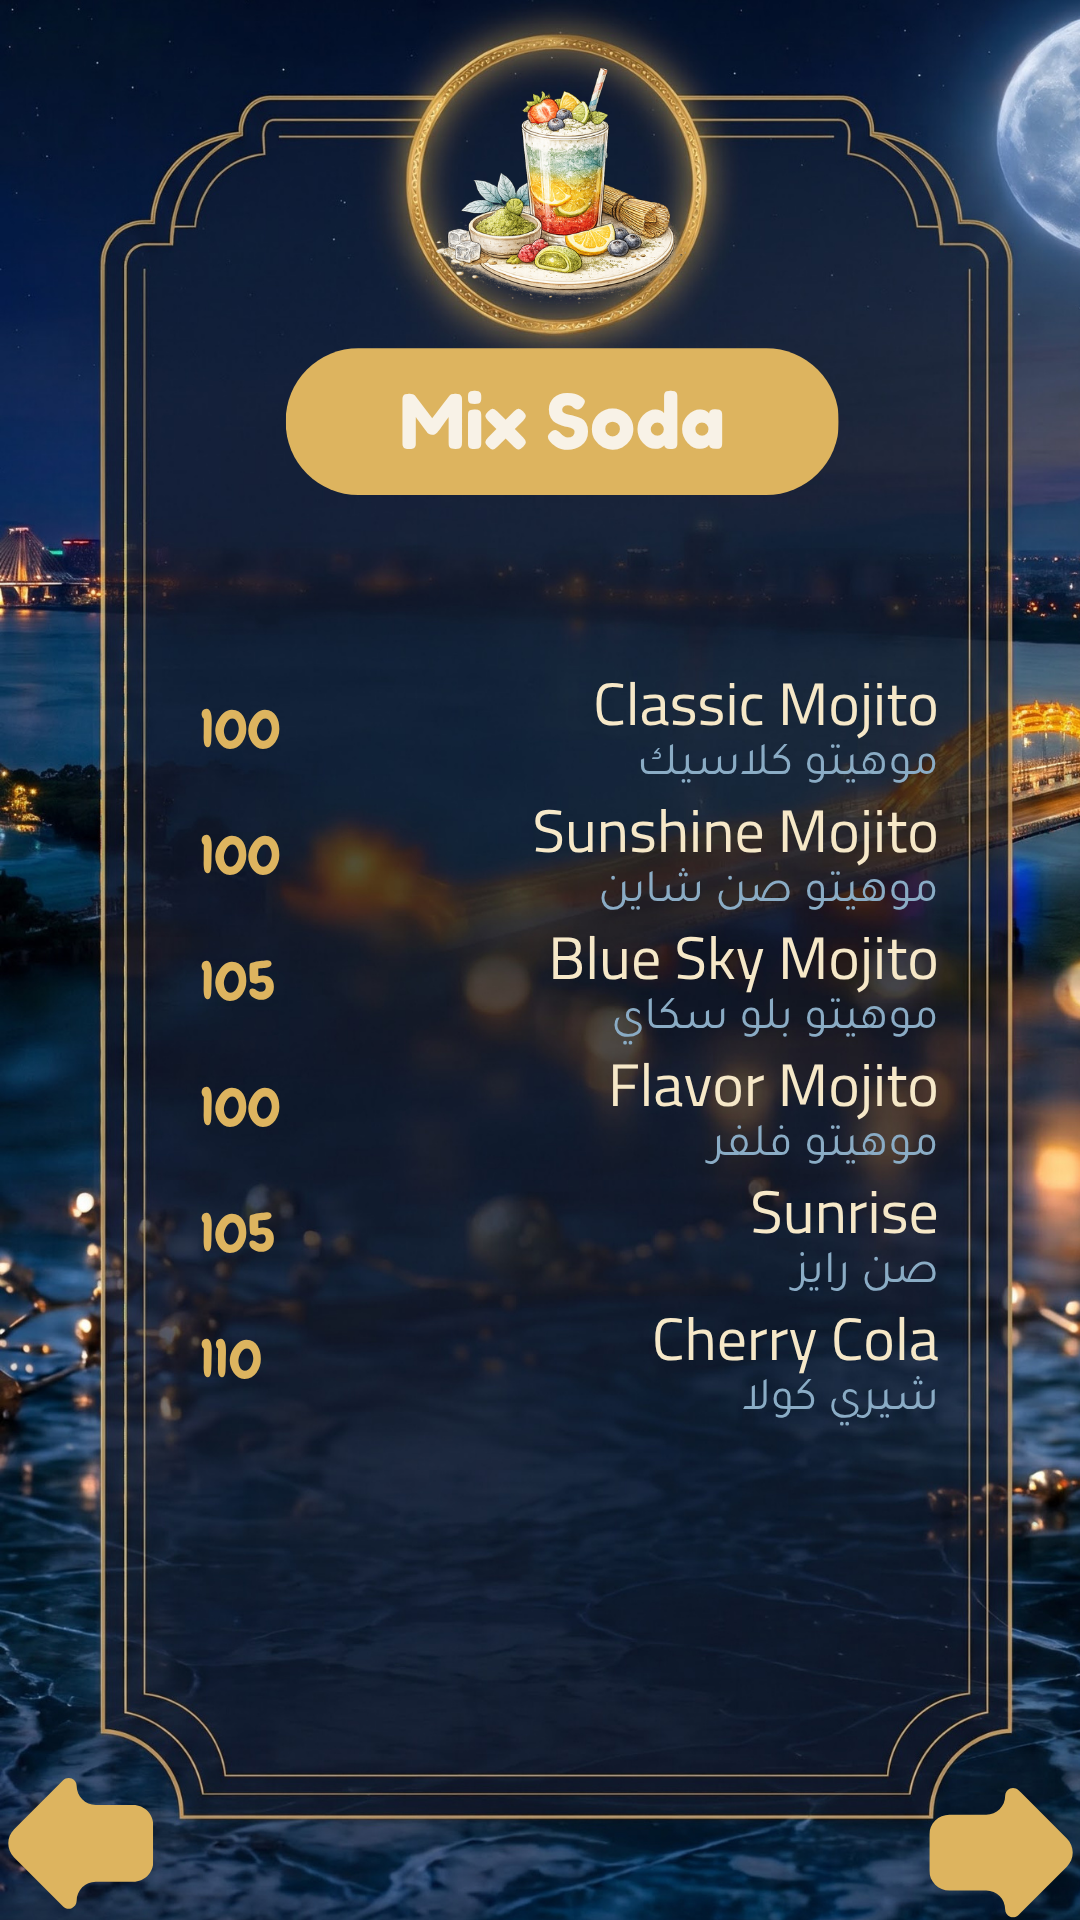 Mix Soda
100
Classic Mojito
موهيتو كلاسيك
100
Sunshine Mojito
موهيتو صن شاين
105
Blue Sky Mojito
موهيتو بلو سكاي
100
Flavor Mojito
موهيتو فلفر
105
Sunrise
صن رايز
110
Cherry Cola
شيري كولا